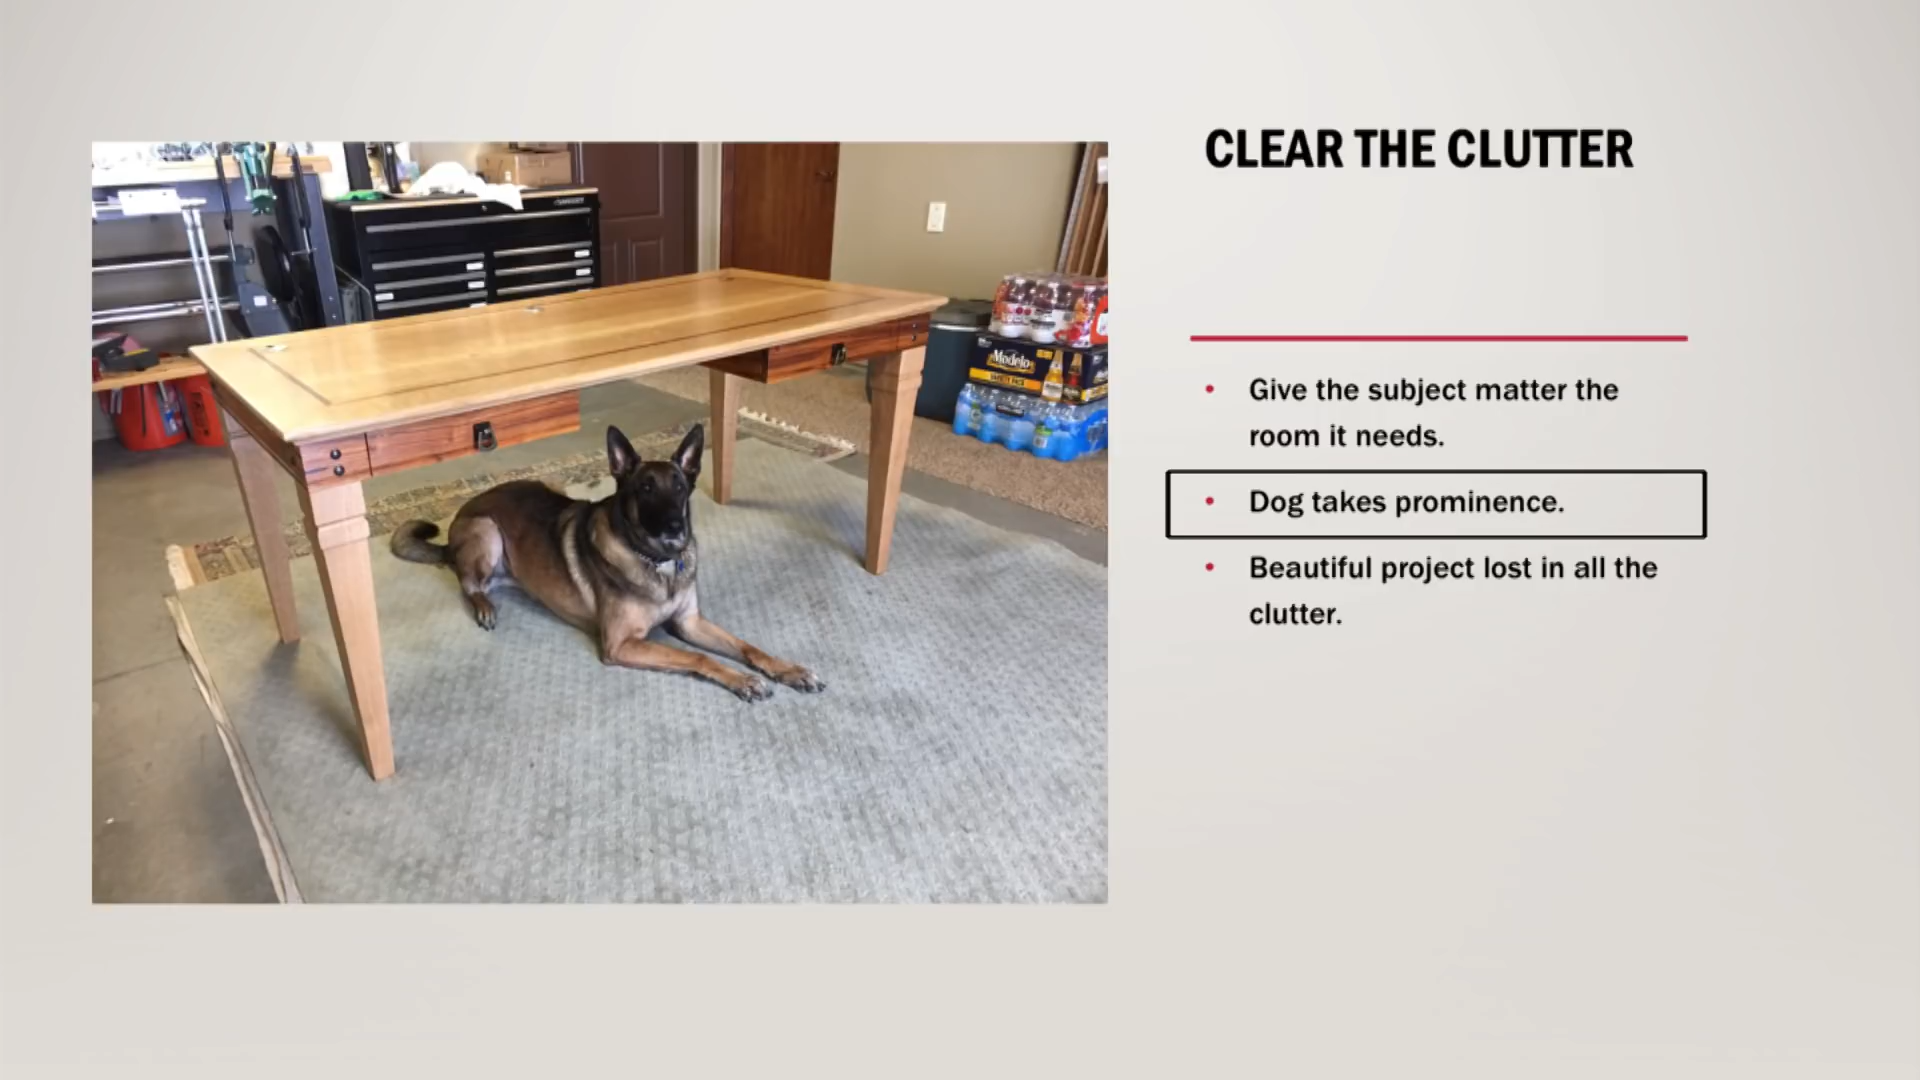 CLEAR THE CLUTTER
• Give the subject matter the
room it needs.
• Dog takes prominence.
• Beautiful project lost in all the
clutter.
Modelo